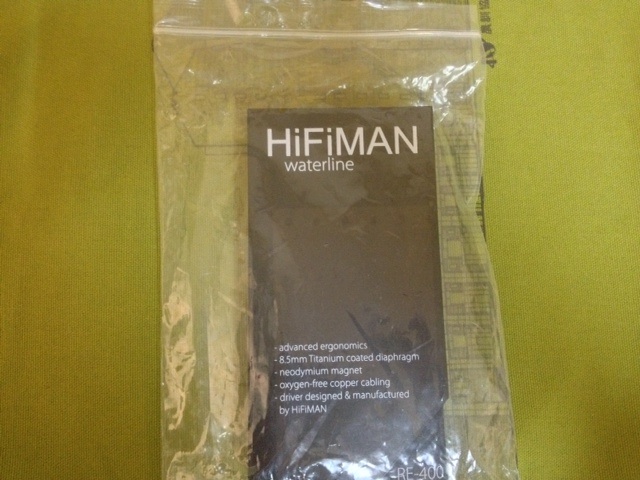 HiFiMAN
waterline
- advanced ergonomics
- 8.5mm Titanium coated diaphragm
- neodymium magnet
- oxygen-free copper cabling
- driver designed & manufactured
by HiFiMAN
RE-400